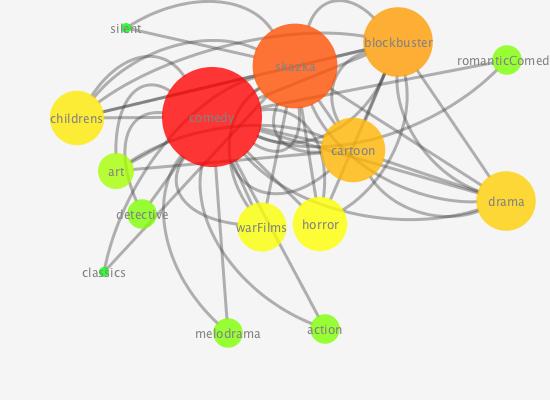 silent
blockbuster
romanticComed
skazka
childrens
comedy
cartoon
art
drama
detective
warFilms
horror
classics
melodrama
action